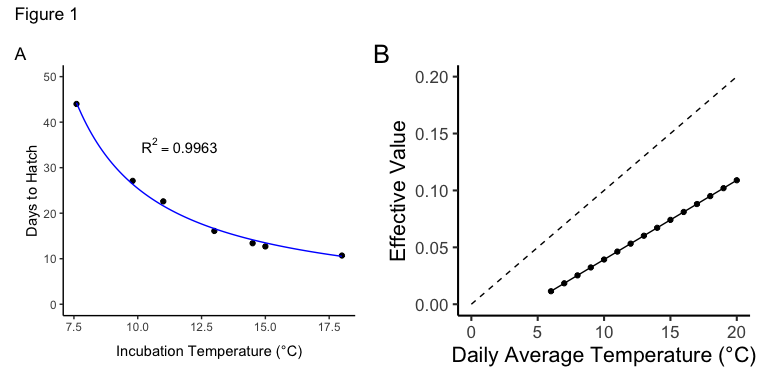 Figure 1
A
50
40
30
20
10
0
Days to Hatch
R² = 0.9963
7.5 10.0 12.5 15.0 17.5
Incubation Temperature (°C)
B
0.20
0.15
0.10
0.05
0.00
Effective Value
0 5 10 15 20
Daily Average Temperature (°C)